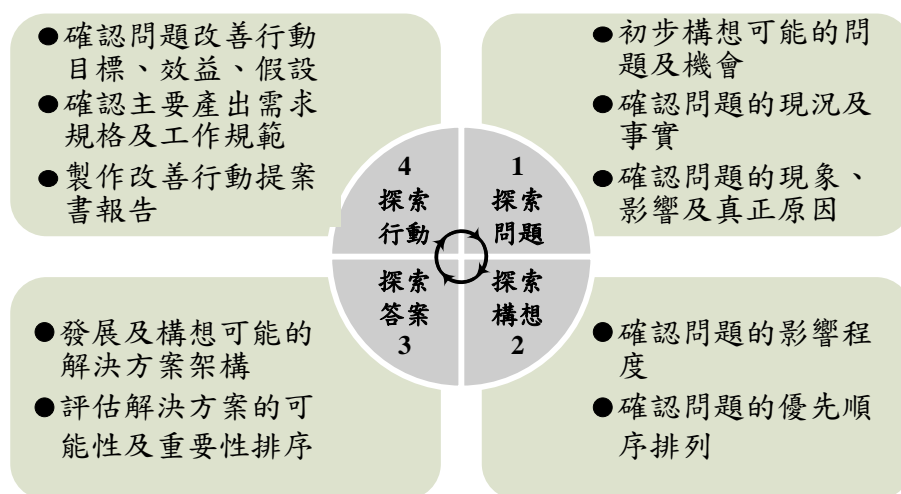 ●確認問題改善行動
目標、效益、假設
●確認主要產出需求
規格及工作規範
●製作改善行動提案
書報告
●初步構想可能的問
題及機會
●確認問題的現況及
事實
●確認問題的現象、
影響及真正原因
4
探索
行動
1
探索
問題
探索
答案
3
探索
構想
2
●發展及構想可能的
解決方案架構
●評估解決方案的可
能性及重要性排序
●確認問題的影響程
度
●確認問題的優先順
序排列